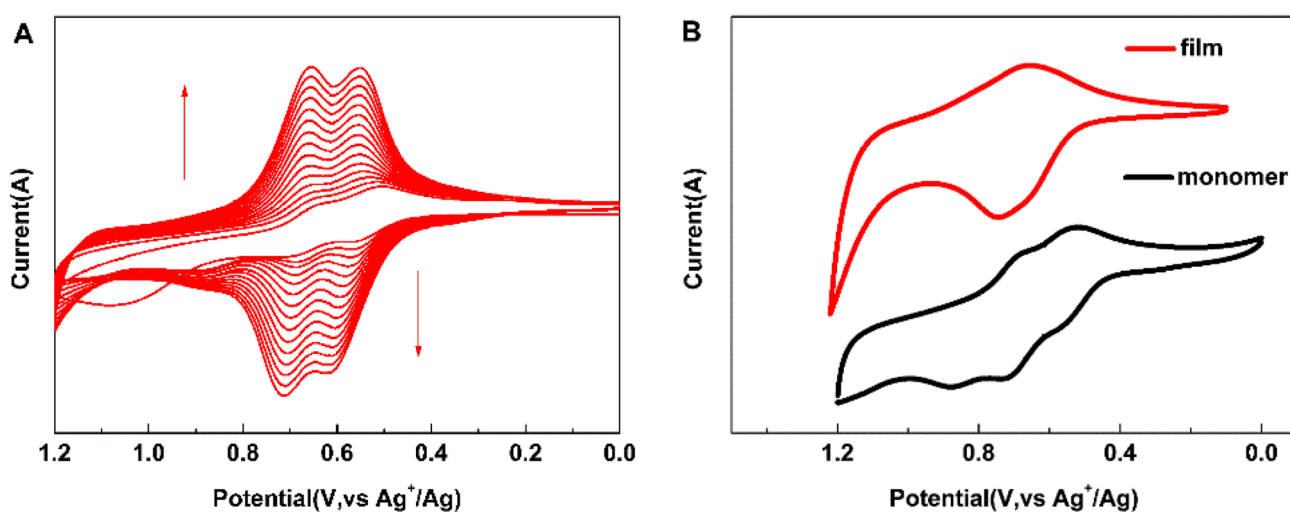 A
Current(A)
1.2 1.0 0.8 0.6 0.4 0.2 0.0
Potential(V,vs Ag⁺/Ag)
B
film
monomer
Current(A)
1.2 0.8 0.4 0.0
Potential(V,vs Ag⁺/Ag)